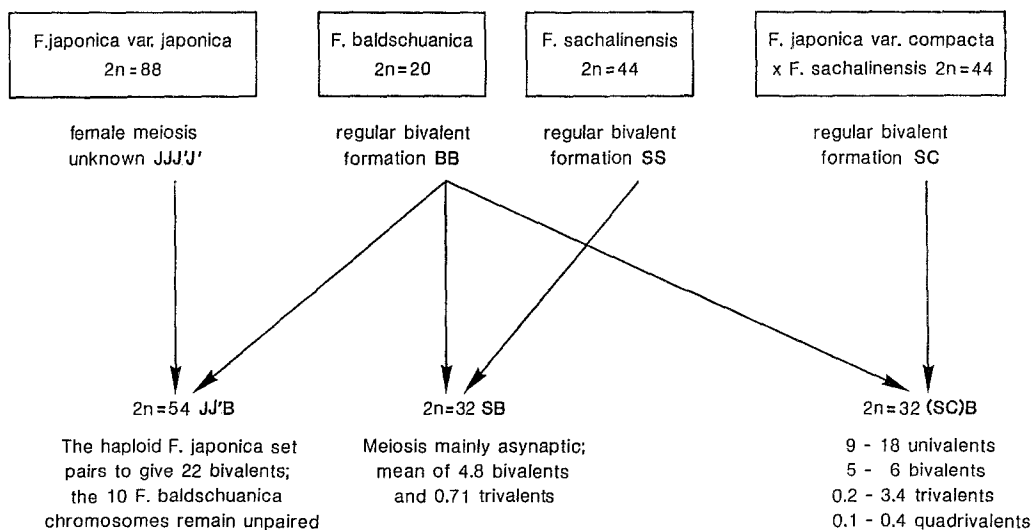 F.japonica var. japonica
2n=88
F. baldschuanica
2n=20
F. sachalinensis
2n=44
F. japonica var. compacta
x F. sachalinensis 2n=44
female meiosis
unknown JJJ'J'
regular bivalent
formation BB
regular bivalent
formation SS
regular bivalent
formation SC
2n=54 JJ'B
The haploid F. japonica set
pairs to give 22 bivalents;
the 10 F. baldschuanica
chromosomes remain unpaired
2n=32 SB
Meiosis mainly asynaptic;
mean of 4.8 bivalents
and 0.71 trivalents
2n=32 (SC)B
9 - 18 univalents
5 - 6 bivalents
0.2 - 3.4 trivalents
0.1 - 0.4 quadrivalents